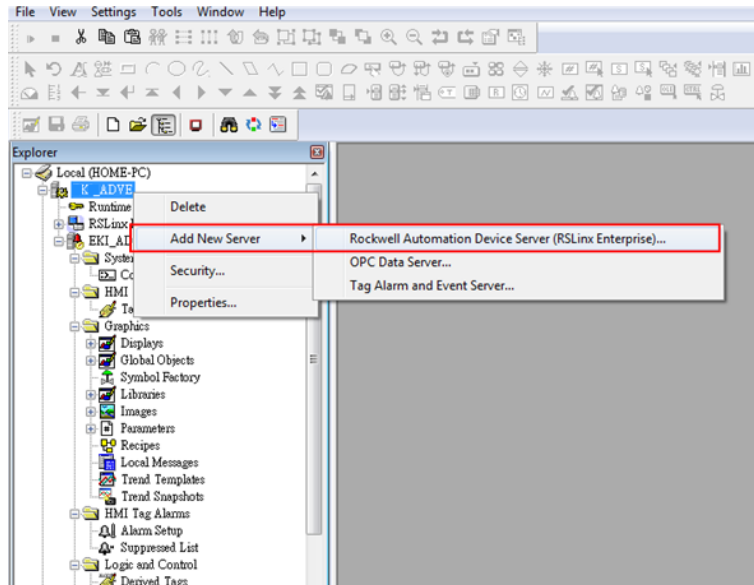 File View Settings Tools Window Help
Explorer
Local (HOME-PC)
K_ADVE
Runtime
RSLinx
EKI_AD
System
HMI
Graphics
Displays
Global Objects
Symbol Factory
Libraries
Images
Parameters
Recipes
Local Messages
Trend Templates
Trend Snapshots
HMI Tag Alarms
Alarm Setup
Suppressed List
Logic and Control
Derived Tags
Delete
Add New Server
Security...
Properties...
Rockwell Automation Device Server (RSLinx Enterprise)...
OPC Data Server...
Tag Alarm and Event Server...